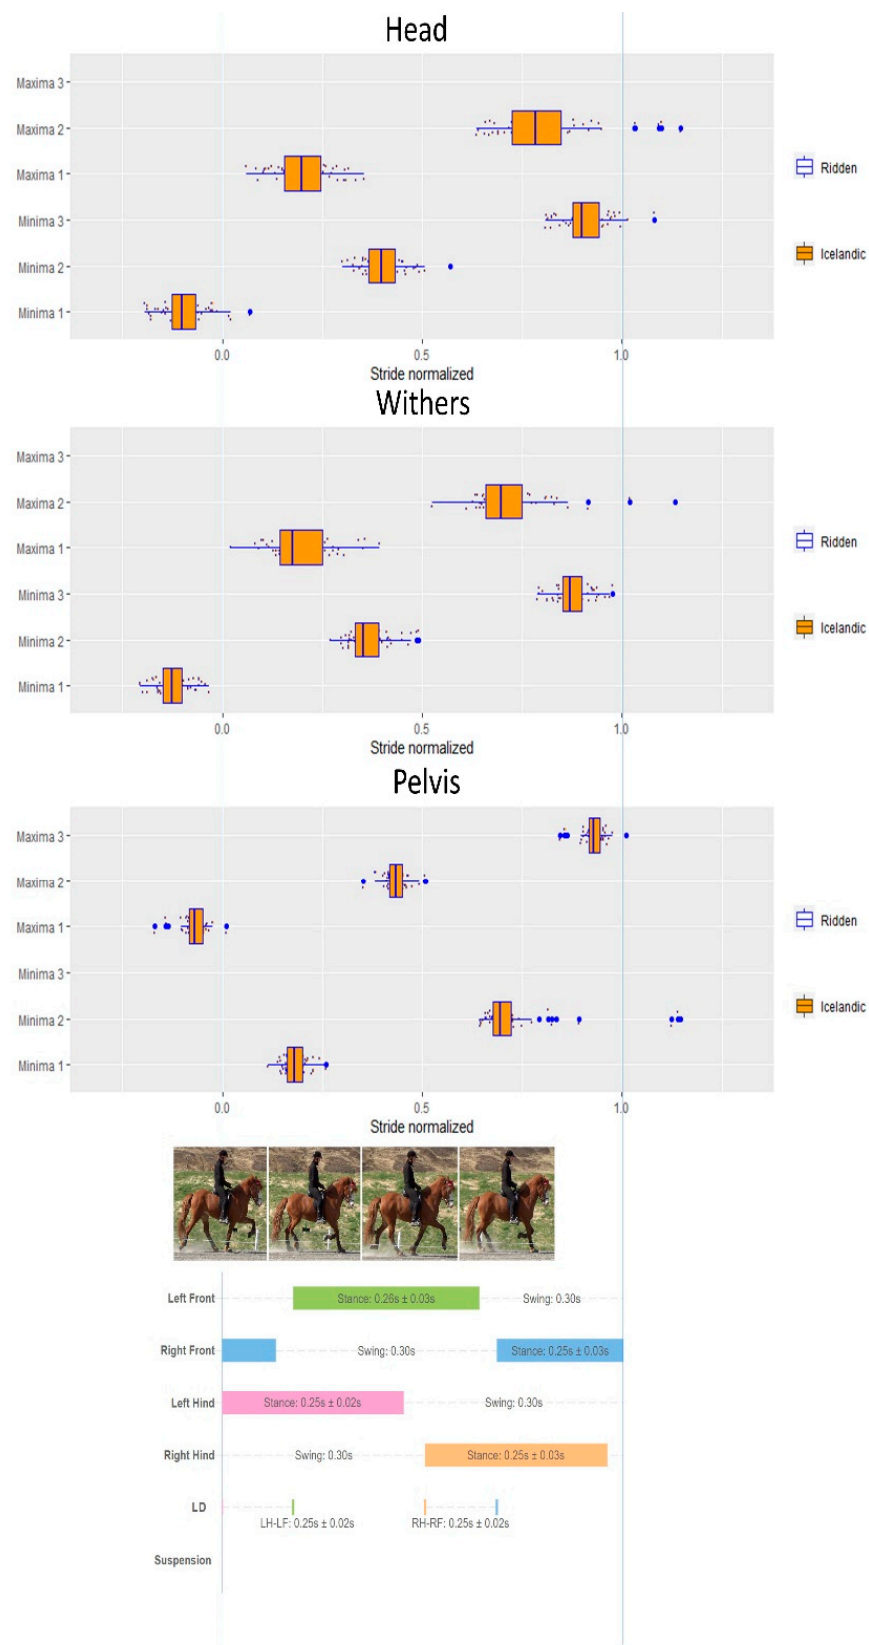 Head
Maxima 3
Maxima 2
Maxima 1
Minima 3
Minima 2
Minima 1
Ridden
Icelandic
0.0 0.5 1.0
Stride normalized
Withers
Maxima 3
Maxima 2
Maxima 1
Minima 3
Minima 2
Minima 1
Ridden
Icelandic
0.0 0.5 1.0
Stride normalized
Pelvis
Maxima 3
Maxima 2
Maxima 1
Minima 3
Minima 2
Minima 1
Ridden
Icelandic
0.0 0.5 1.0
Stride normalized
Left Front Stance: 0.26s ± 0.03s Swing: 0.30s
Right Front Swing: 0.30s Stance: 0.25s ± 0.03s
Left Hind Stance: 0.25s ± 0.02s Swing: 0.30s
Right Hind Swing: 0.30s Stance: 0.25s ± 0.03s
LD
LH-LF: 0.25s ± 0.02s RH-RF: 0.25s ± 0.02s
Suspension